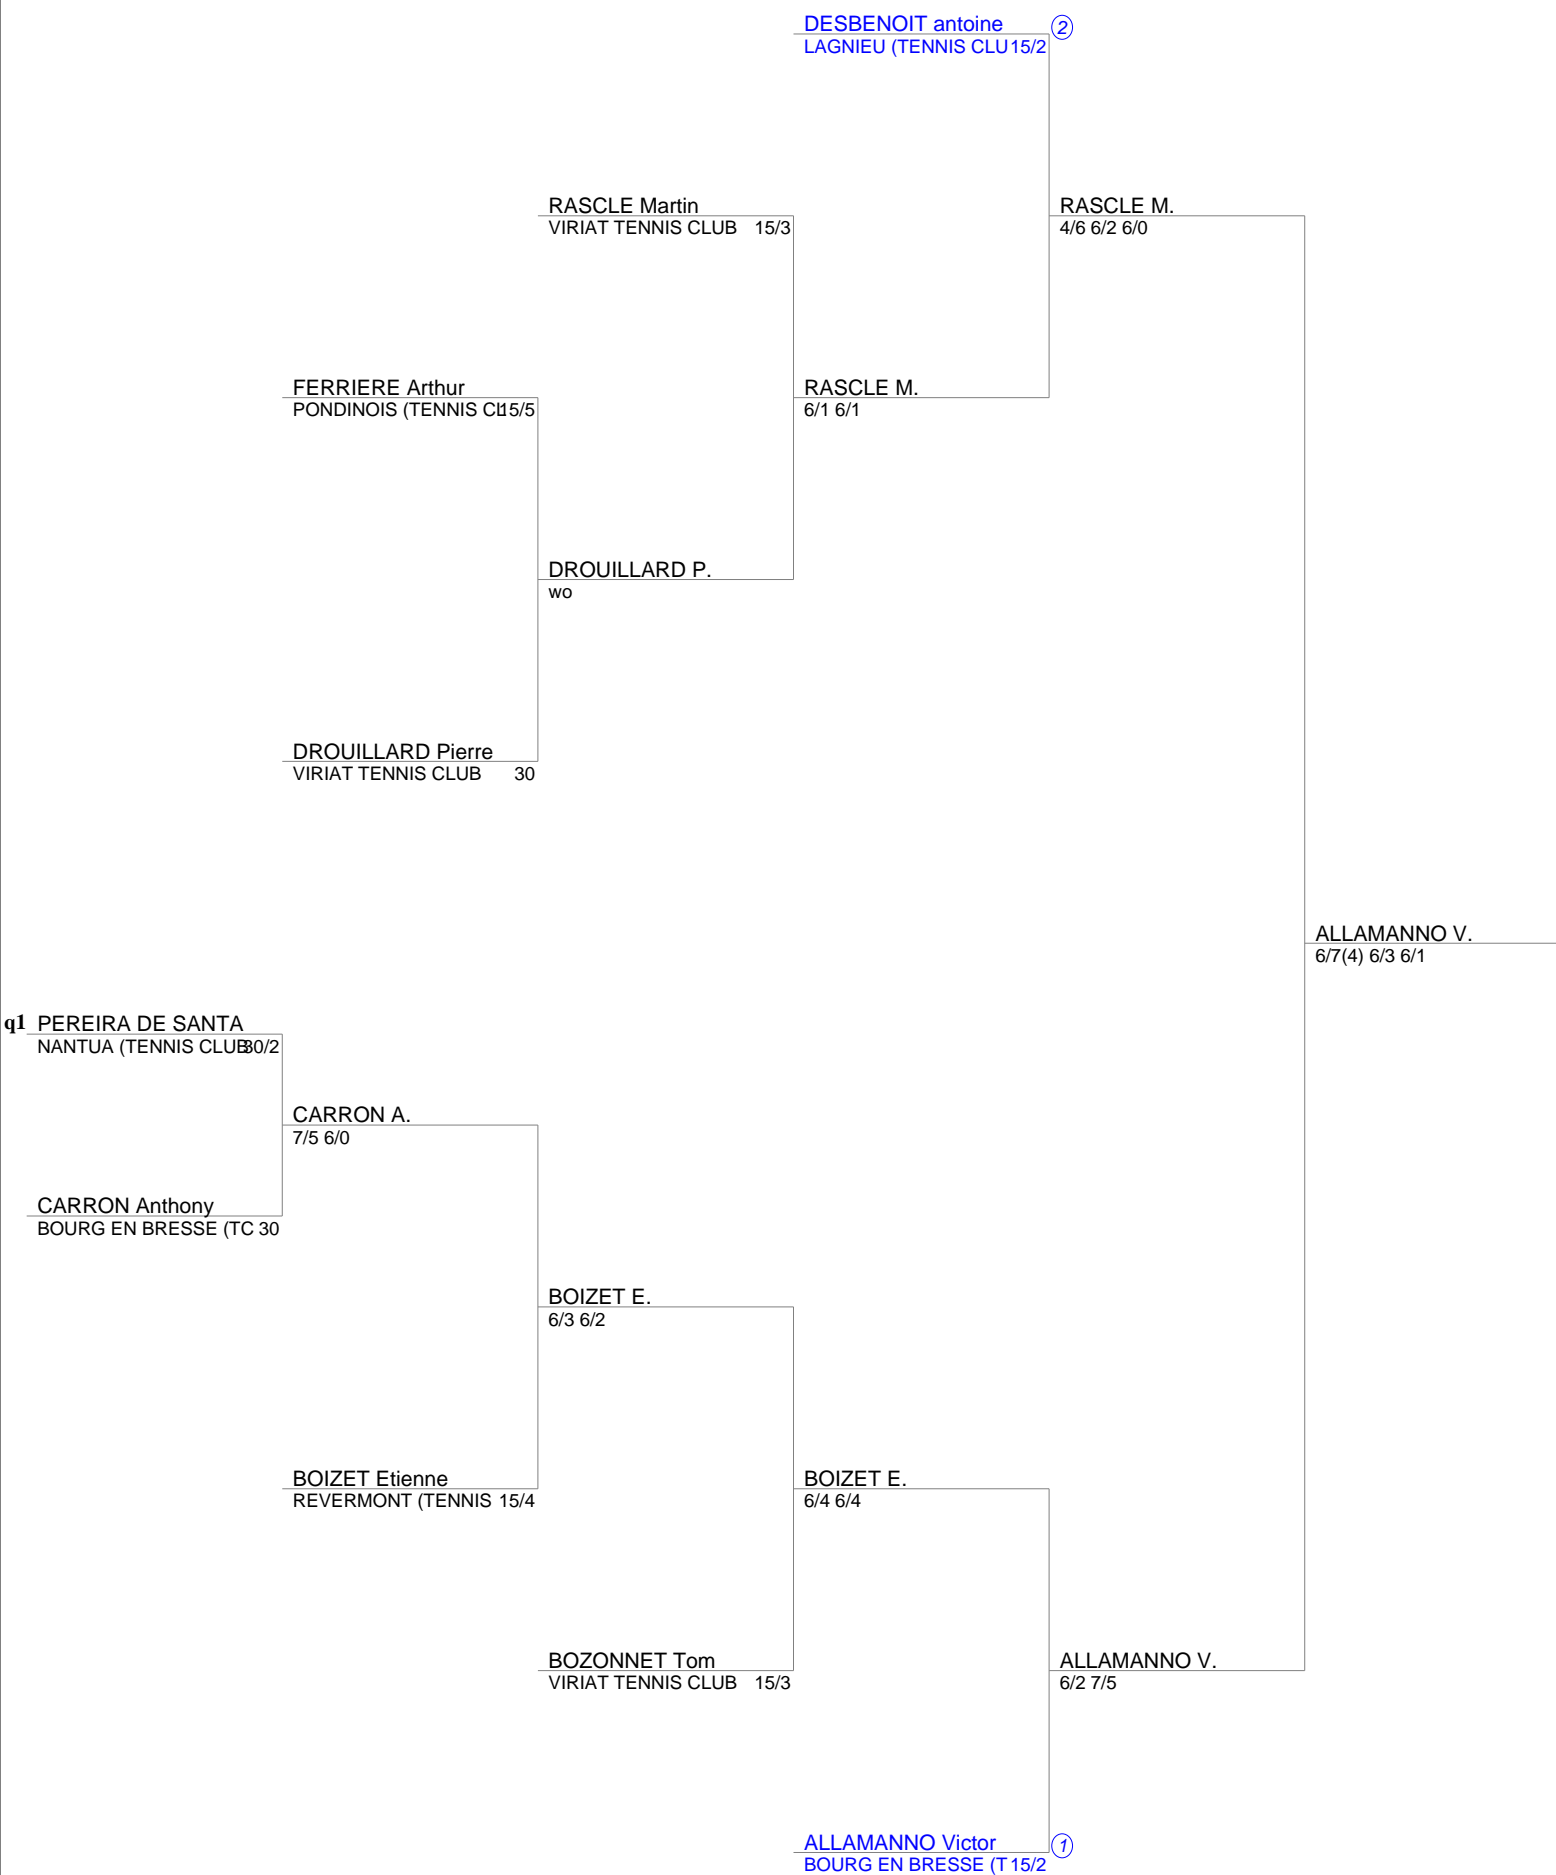 DESBENOIT antoine 2
LAGNIEU (TENNIS CLU 15/2
RASCLE Martin
VIRIAT TENNIS CLUB 15/3
RASCLE M.
4/6 6/2 6/0
FERRIERE Arthur
PONDINOIS (TENNIS CL 15/5
RASCLE M.
6/1 6/1
DROUILLARD P.
wo
DROUILLARD Pierre
VIRIAT TENNIS CLUB 30
ALLAMANNO V.
6/7(4) 6/3 6/1
q1 PEREIRA DE SANTA
NANTUA (TENNIS CLUB 30/2
CARRON A.
7/5 6/0
CARRON Anthony
BOURG EN BRESSE (TC 30
BOIZET E.
6/3 6/2
BOIZET Etienne
REVERMONT (TENNIS 15/4
BOIZET E.
6/4 6/4
BOZONNET Tom
VIRIAT TENNIS CLUB 15/3
ALLAMANNO V.
6/2 7/5
ALLAMANNO Victor 1
BOURG EN BRESSE (T 15/2